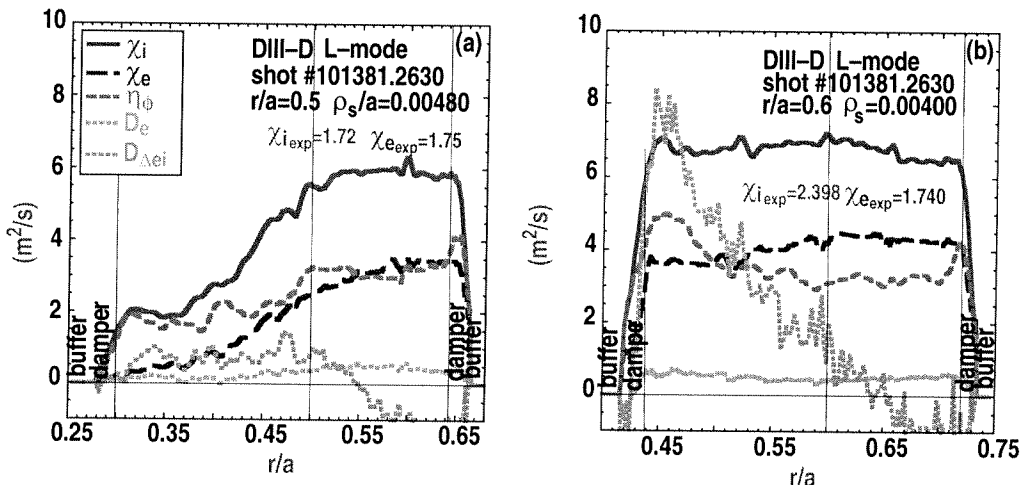 10
8
6
4
2
0
(m²/s)
χi
χe
ηϕ
De
DΔei
DIII–D L–mode
(a)
shot #101381.2630
r/a=0.5 ρs/a=0.00480
χiexp=1.72 χeexp=1.75
buffer
damper
damper
buffer
0.25
0.35
0.45
0.55
0.65
r/a
10
8
6
4
2
0
(m²/s)
DIII–D L–mode
(b)
shot #101381.2630
r/a=0.6 ρs=0.00400
χiexp=2.398 χeexp=1.740
buffer
dampe
damper
buffer
0.45
0.55
0.65
0.75
r/a